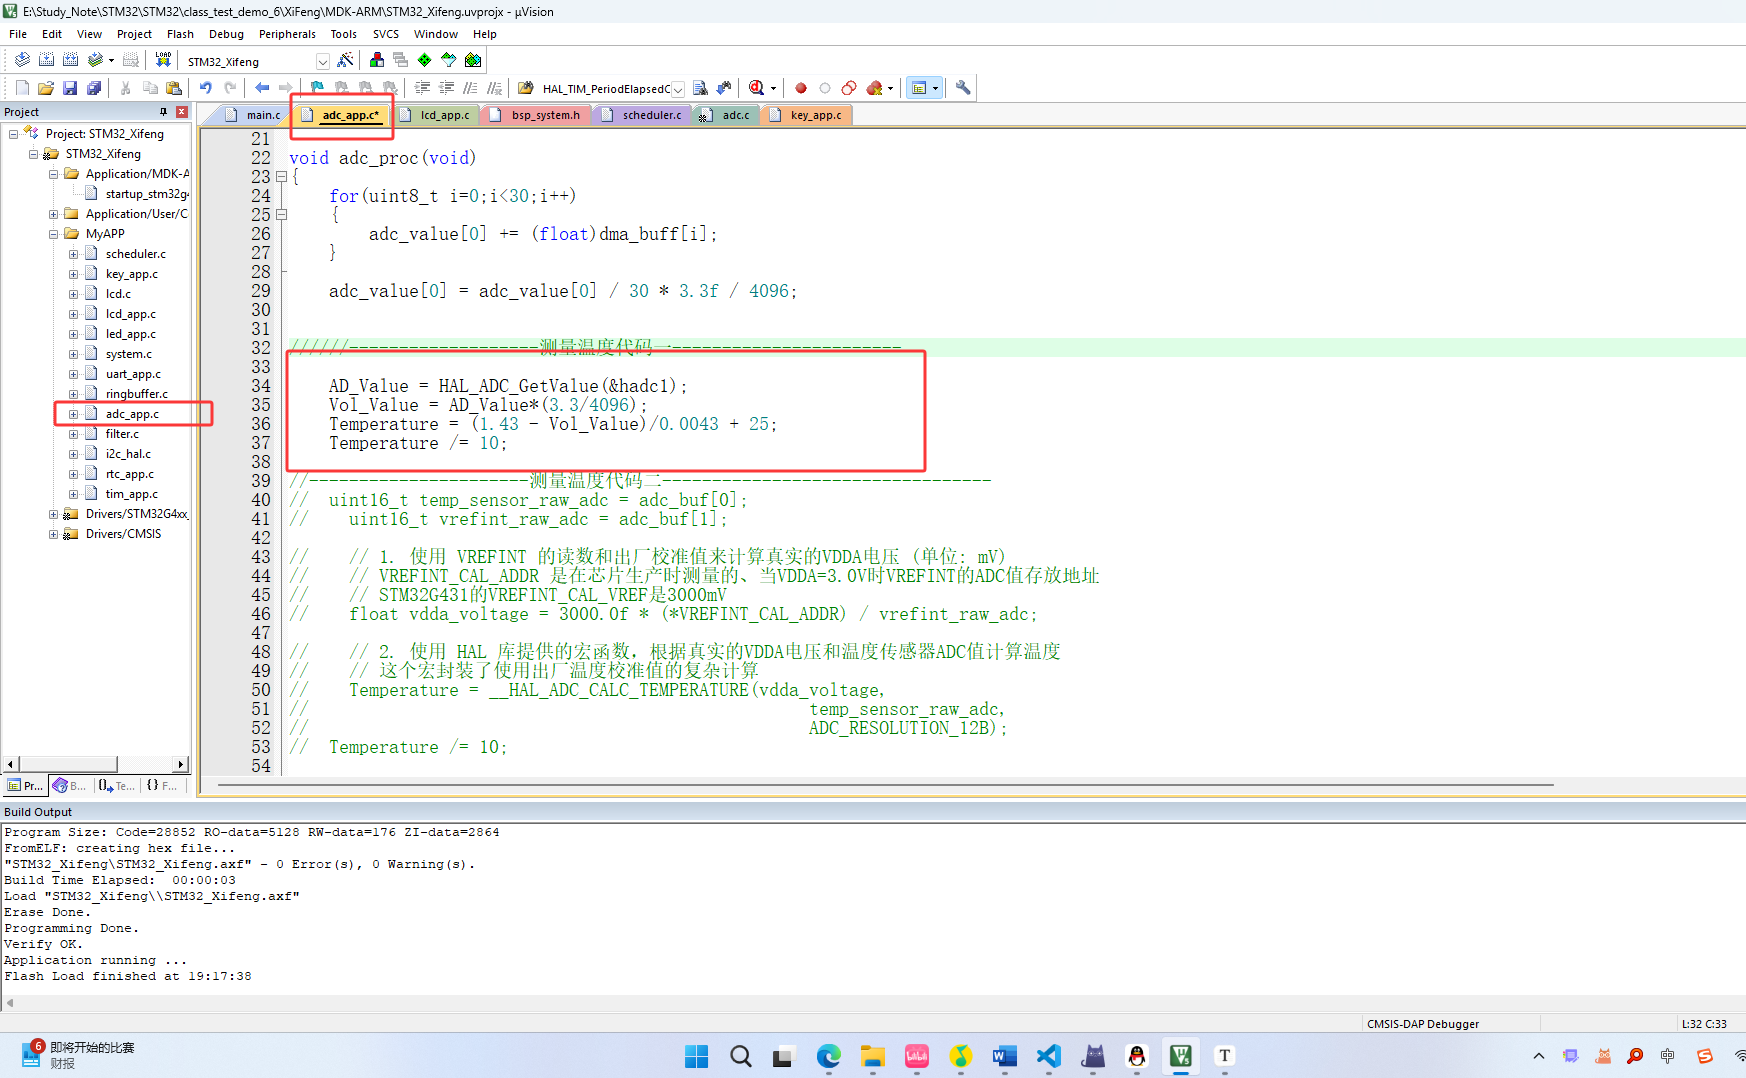 E:\Study_Note\STM32\STM32\class_test_demo_6\XiFeng\MDK-ARM\STM32_Xifeng.uvprojx - µVision
File Edit View Project Flash Debug Peripherals Tools SVCS Window Help
LOAD STM32_Xifeng
HAL_TIM_PeriodElapsedC
Project
main.c adc_app.c* lcd_app.c bsp_system.h scheduler.c adc.c key_app.c
Project: STM32_Xifeng
STM32_Xifeng
Application/MDK-A
startup_stm32g4
Application/User/C
MyAPP
scheduler.c
key_app.c
lcd.c
lcd_app.c
led_app.c
system.c
uart_app.c
ringbuffer.c
adc_app.c
filter.c
i2c_hal.c
rtc_app.c
tim_app.c
Drivers/STM32G4xx_
Drivers/CMSIS
Pr... B... Te... F...
21
22 void adc_proc(void)
23 {
24 for(uint8_t i=0;i<30;i++)
25 {
26 adc_value[0] += (float)dma_buff[i];
27 }
28
29 adc_value[0] = adc_value[0] / 30 * 3.3f / 4096;
30
31
32 //////-------------------测量温度代码一-----------------------
33
34 AD_Value = HAL_ADC_GetValue(&hadc1);
35 Vol_Value = AD_Value*(3.3/4096);
36 Temperature = (1.43 - Vol_Value)/0.0043 + 25;
37 Temperature /= 10;
38
39 //----------------------测量温度代码二---------------------------------
40 // uint16_t temp_sensor_raw_adc = adc_buf[0];
41 // uint16_t vrefint_raw_adc = adc_buf[1];
42
43 // // 1. 使用 VREFINT 的读数和出厂校准值来计算真实的VDDA电压 (单位: mV)
44 // // VREFINT_CAL_ADDR 是在芯片生产时测量的、当VDDA=3.0V时VREFINT的ADC值存放地址
45 // // STM32G431的VREFINT_CAL_VREF是3000mV
46 // float vdda_voltage = 3000.0f * (*VREFINT_CAL_ADDR) / vrefint_raw_adc;
47
48 // // 2. 使用 HAL 库提供的宏函数，根据真实的VDDA电压和温度传感器ADC值计算温度
49 // // 这个宏封装了使用出厂温度校准值的复杂计算
50 // Temperature = __HAL_ADC_CALC_TEMPERATURE(vdda_voltage,
51 // temp_sensor_raw_adc,
52 // ADC_RESOLUTION_12B);
53 // Temperature /= 10;
54
Build Output
Program Size: Code=28852 RO-data=5128 RW-data=176 ZI-data=2864
FromELF: creating hex file...
"STM32_Xifeng\STM32_Xifeng.axf" - 0 Error(s), 0 Warning(s).
Build Time Elapsed: 00:00:03
Load "STM32_Xifeng\\STM32_Xifeng.axf"
Erase Done.
Programming Done.
Verify OK.
Application running ...
Flash Load finished at 19:17:38
CMSIS-DAP Debugger L:32 C:33
6 即将开始的比赛
财报
中